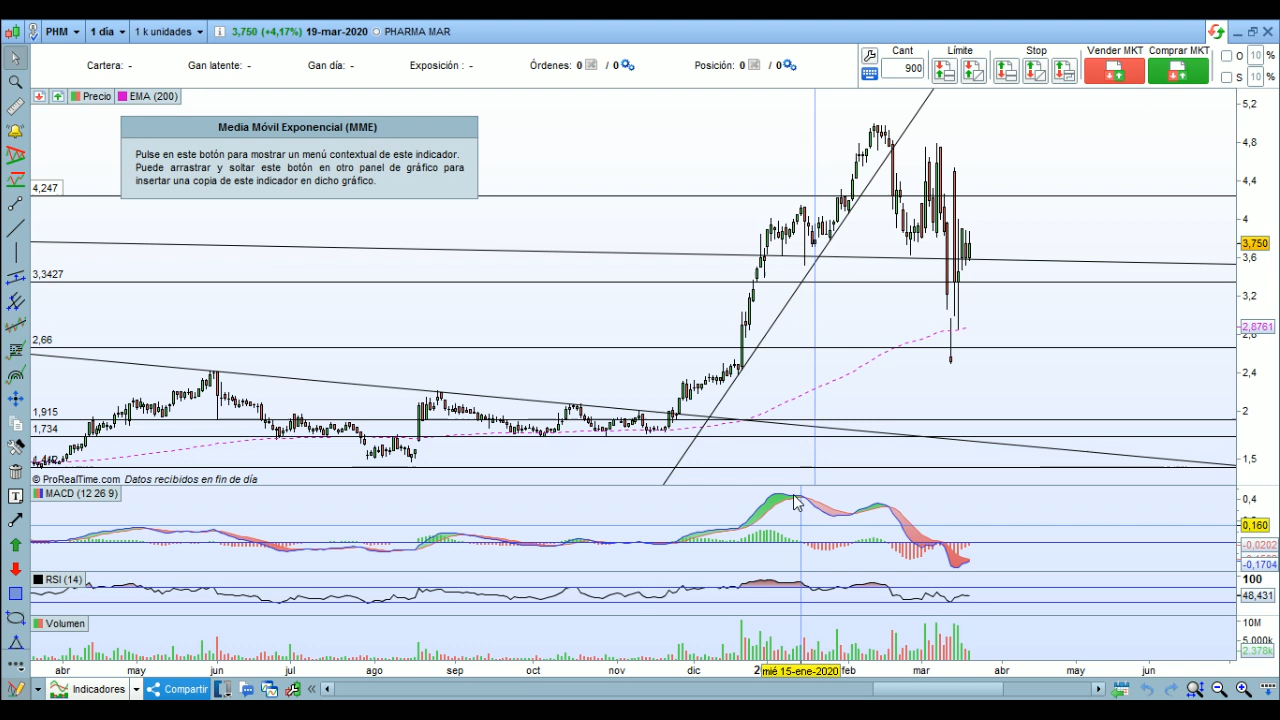 PHM 1 día 1 k unidades 3,750 (+4,17%) 19-mar-2020 PHARMA MAR
Cartera: - Gan latente: - Gan día: - Exposición : - Órdenes: 0 / 0 Posición: 0 / 0
Cant Límite Stop Vender MKT Comprar MKT
900
O 10 %
S 10 %
Precio EMA (200)
Media Móvil Exponencial (MME)
Pulse en este botón para mostrar un menú contextual de este indicador.
Puede arrastrar y soltar este botón en otro panel de gráfico para
insertar una copia de este indicador en dicho gráfico.
5,2
4,8
4,4
4,247
4
3,750
3,6
3,3427
3,2
2,8761
2,66
2,4
1,915
2
1,734
1,5
© ProRealTime.com Datos recibidos en fin de día
MACD (12 26 9)
0,4
0,160
-0,0202
-0,1704
RSI (14)
100
48,431
Volumen
10M
5.000k
2.378k
abr may jun jul ago sep oct nov dic mié 15-ene-2020 feb mar abr may jun
Indicadores Compartir